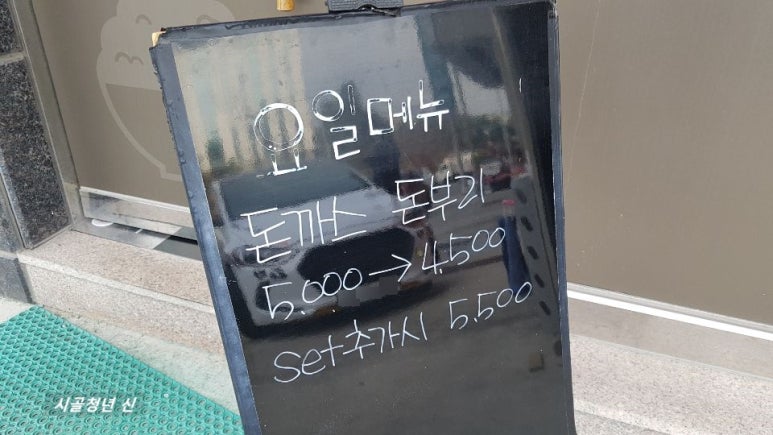 요일메뉴
돈까스 돈부리
5.000→4.500
set추가시 5.500
시골청년 신